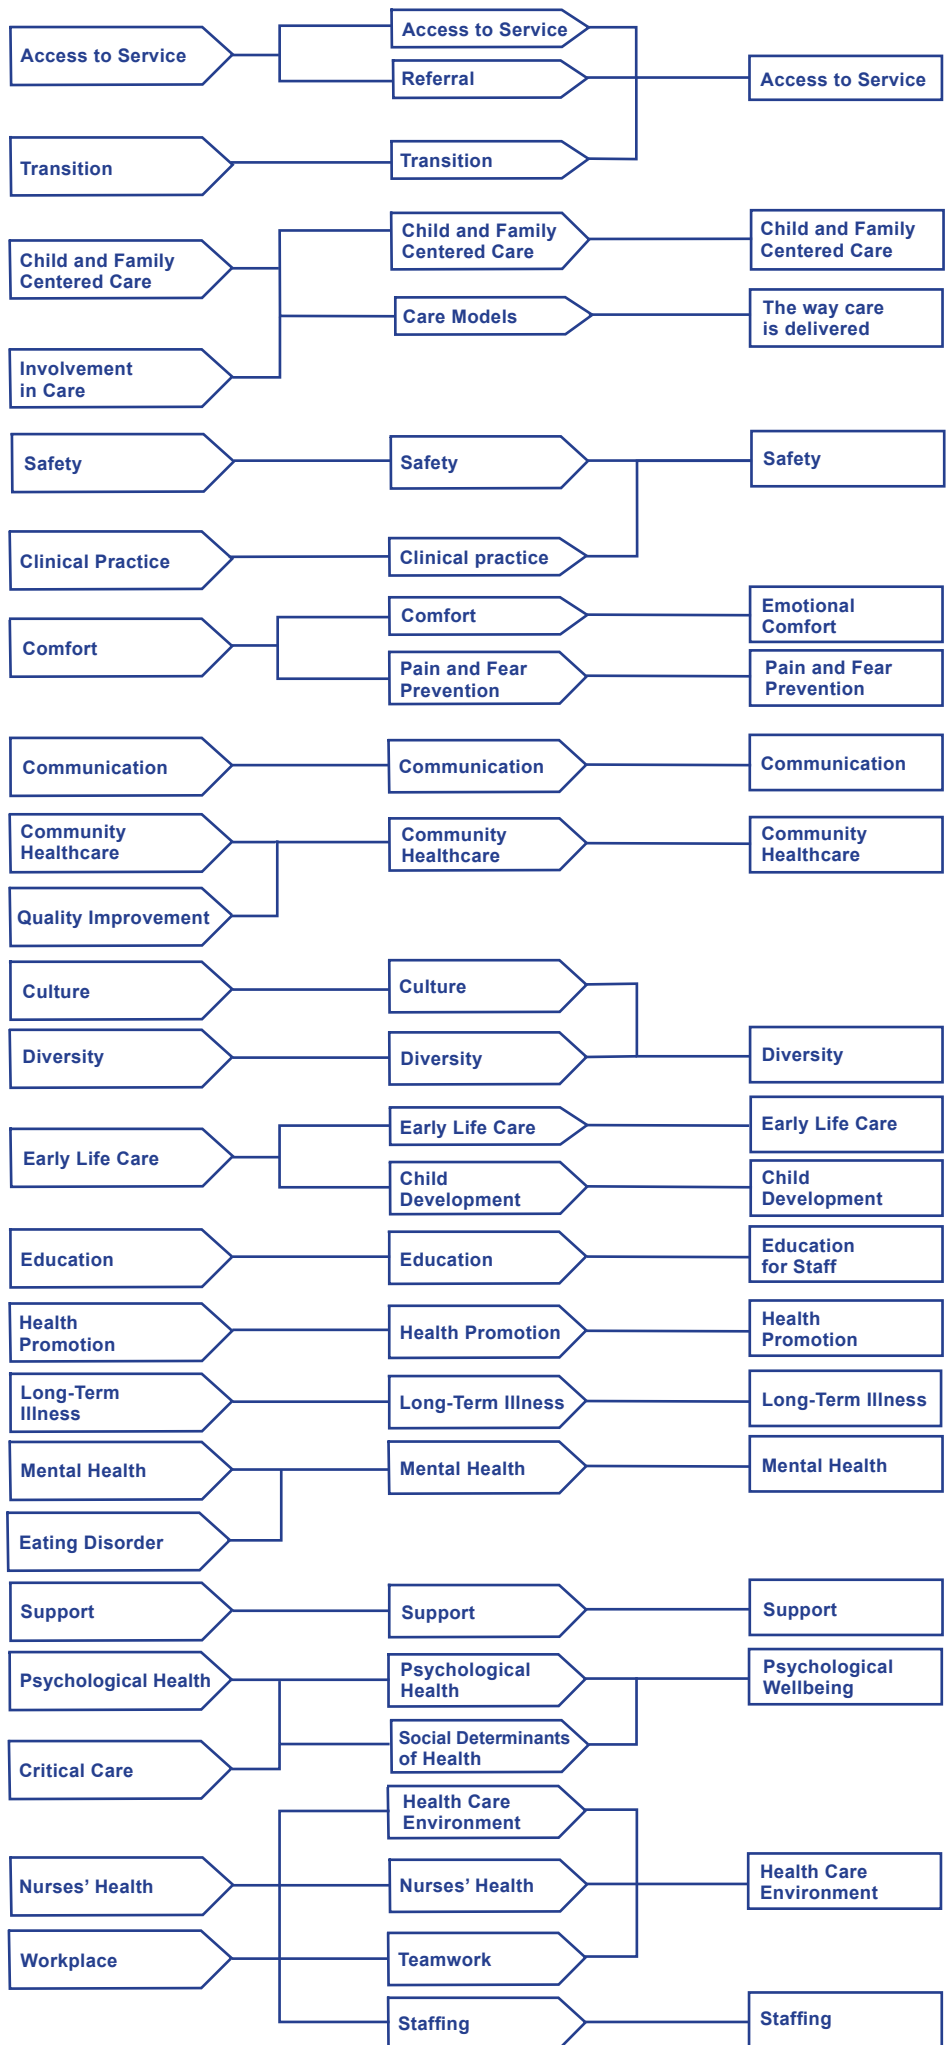 Access to Service
Access to Service
Referral
Access to Service
Transition
Transition
Child and Family
Centered Care
Child and Family
Centered Care
Child and Family
Centered Care
Care Models
The way care
is delivered
Involvement
in Care
Safety
Safety
Safety
Clinical Practice
Clinical practice
Comfort
Comfort
Emotional
Comfort
Pain and Fear
Prevention
Pain and Fear
Prevention
Communication
Communication
Communication
Community
Healthcare
Community
Healthcare
Community
Healthcare
Quality Improvement
Culture
Culture
Diversity
Diversity
Diversity
Early Life Care
Early Life Care
Early Life Care
Child
Development
Child
Development
Education
Education
Education
for Staff
Health
Promotion
Health Promotion
Health
Promotion
Long-Term
Illness
Long-Term Illness
Long-Term Illness
Mental Health
Mental Health
Mental Health
Eating Disorder
Support
Support
Support
Psychological Health
Psychological
Health
Psychological
Wellbeing
Social Determinants
of Health
Critical Care
Health Care
Environment
Nurses’ Health
Nurses’ Health
Health Care
Environment
Workplace
Teamwork
Staffing
Staffing